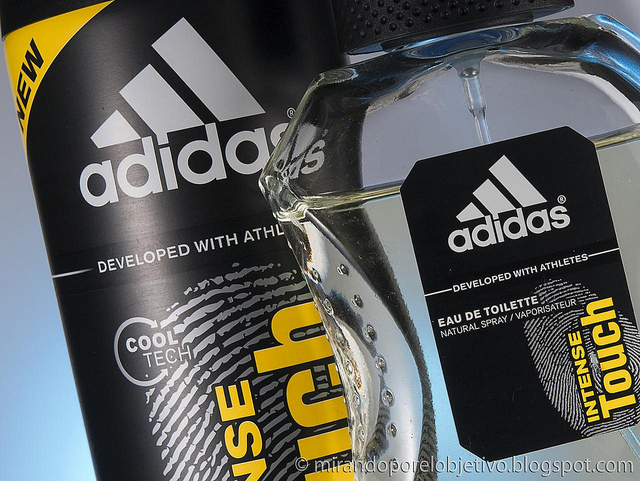 NEW
adidas
DEVELOPED WITH ATHL
COOL
TECH
NSE
uch
adidas®
DEVELOPED WITH ATHLETES
EAU DE TOILETTE
NATURAL SPRAY / VAPORISATEUR
INTENSE
Touch
© mirandoporelobjetivo.blogspot.com